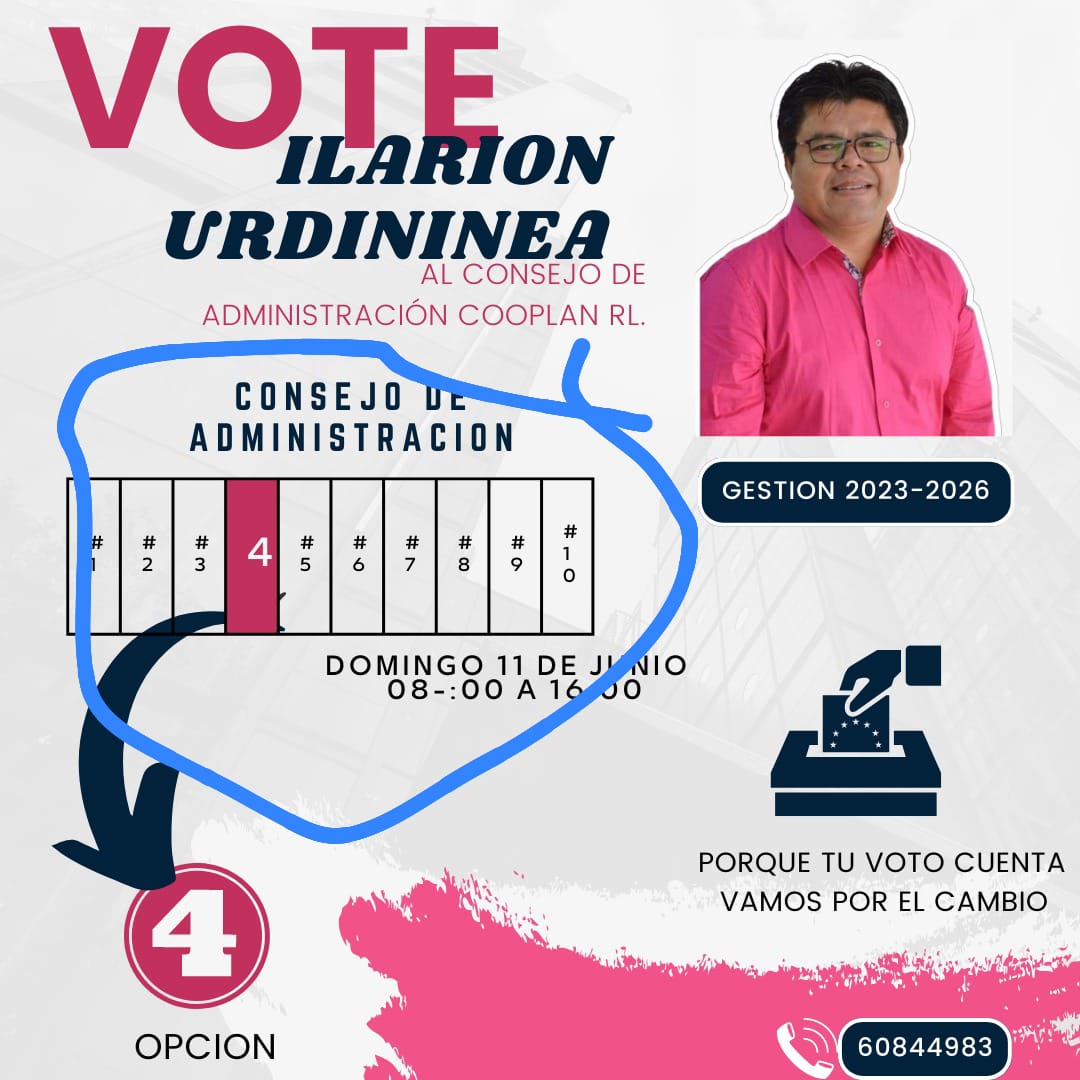 VOTE
ILARION
URDININEA
AL CONSEJO DE
ADMINISTRACIÓN COOPLAN RL.
GESTION 2023-2026
CONSEJO DE
ADMINISTRACION
#1 #2 #3 4 #5 #6 #7 #8 #9 #10
DOMINGO 11 DE JUNIO
08-:00 A 16:00
PORQUE TU VOTO CUENTA
VAMOS POR EL CAMBIO
4
OPCION
60844983